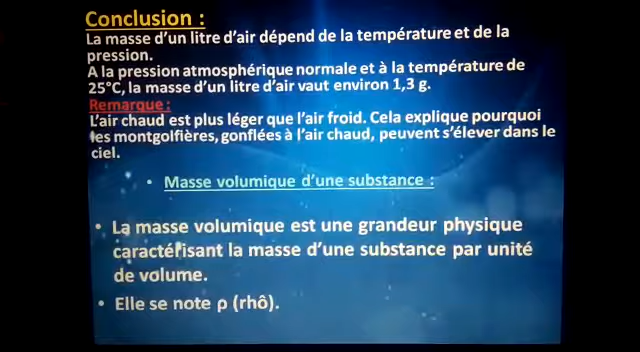 Conclusion :
La masse d'un litre d'air dépend de la température et de la
pression.
A la pression atmosphérique normale et à la température de
25°C, la masse d'un litre d'air vaut environ 1,3 g.
Remarque :
L'air chaud est plus léger que l'air froid. Cela explique pourquoi
les montgolfières, gonflées à l'air chaud, peuvent s'élever dans le
ciel.
• Masse volumique d'une substance :
• La masse volumique est une grandeur physique
caractérisant la masse d'une substance par unité
de volume.
• Elle se note ρ (rhô).